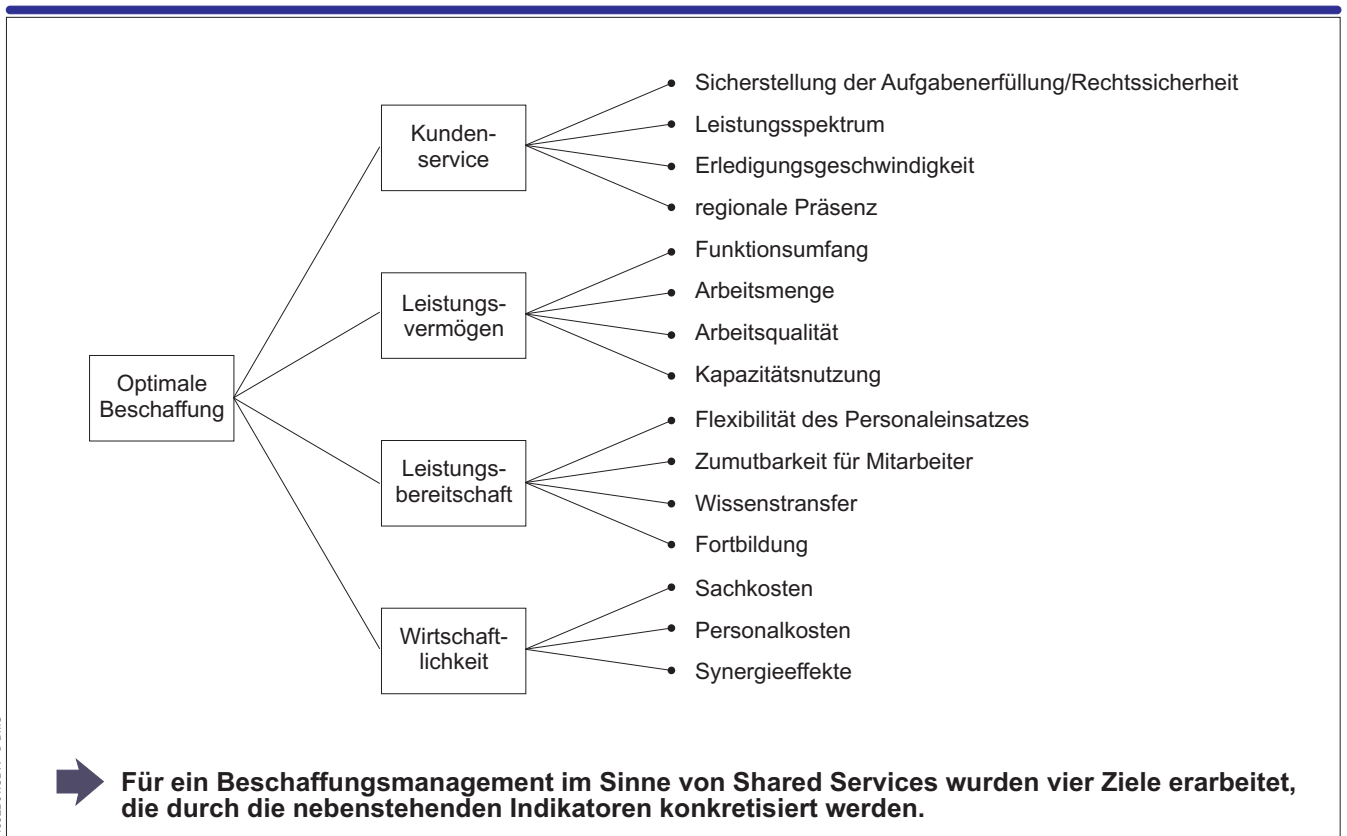 Optimale
Beschaffung
Kunden-
service
Sicherstellung der Aufgabenerfüllung/Rechtssicherheit
Leistungsspektrum
Erledigungsgeschwindigkeit
regionale Präsenz
Leistungs-
vermögen
Funktionsumfang
Arbeitsmenge
Arbeitsqualität
Kapazitätsnutzung
Leistungs-
bereitschaft
Flexibilität des Personaleinsatzes
Zumutbarkeit für Mitarbeiter
Wissenstransfer
Fortbildung
Wirtschaft-
lichkeit
Sachkosten
Personalkosten
Synergieeffekte
Für ein Beschaffungsmanagement im Sinne von Shared Services wurden vier Ziele erarbeitet,
die durch die nebenstehenden Indikatoren konkretisiert werden.